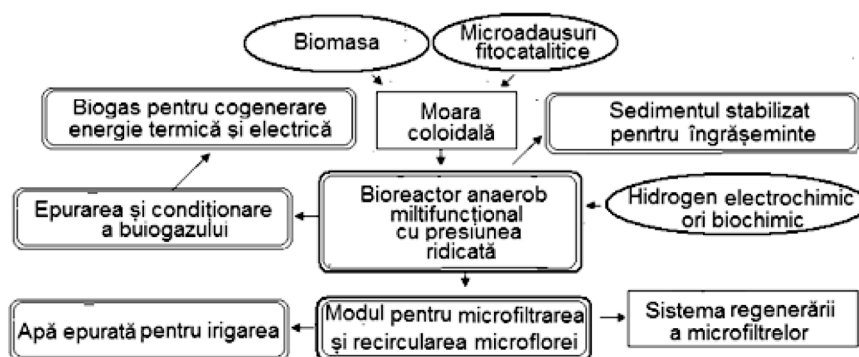 Biomasa
Microadausuri
fitocatalitice
Biogas pentru cogenerare
energie termică și electrică
Moara
coloidală
Sedimentul stabilizat
penrtru îngrășeminte
Epurarea și condiționare
a buiogazului
Bioreactor anaerob
miltifuncțional
cu presiunea
ridicată
Hidrogen electrochimic
ori biochimic
Apă epurată pentru irigarea
Modul pentru microfiltrarea
și recircularea microflorei
Sistema regenerării
a microfiltrelor